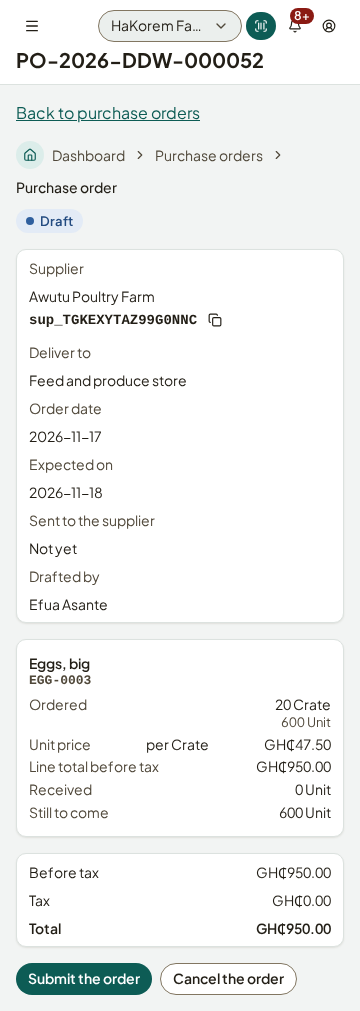 HaKorem Fa...
8+
PO-2026-DDW-000052
Back to purchase orders
Dashboard > Purchase orders >
Purchase order
Draft
Supplier
Awutu Poultry Farm
sup_TGKEXYTAZ99G0NNC
Deliver to
Feed and produce store
Order date
2026-11-17
Expected on
2026-11-18
Sent to the supplier
Not yet
Drafted by
Efua Asante
Eggs, big
EGG-0003
Ordered 20 Crate
600 Unit
Unit price per Crate GH₵47.50
Line total before tax GH₵950.00
Received 0 Unit
Still to come 600 Unit
Before tax GH₵950.00
Tax GH₵0.00
Total GH₵950.00
Submit the order Cancel the order